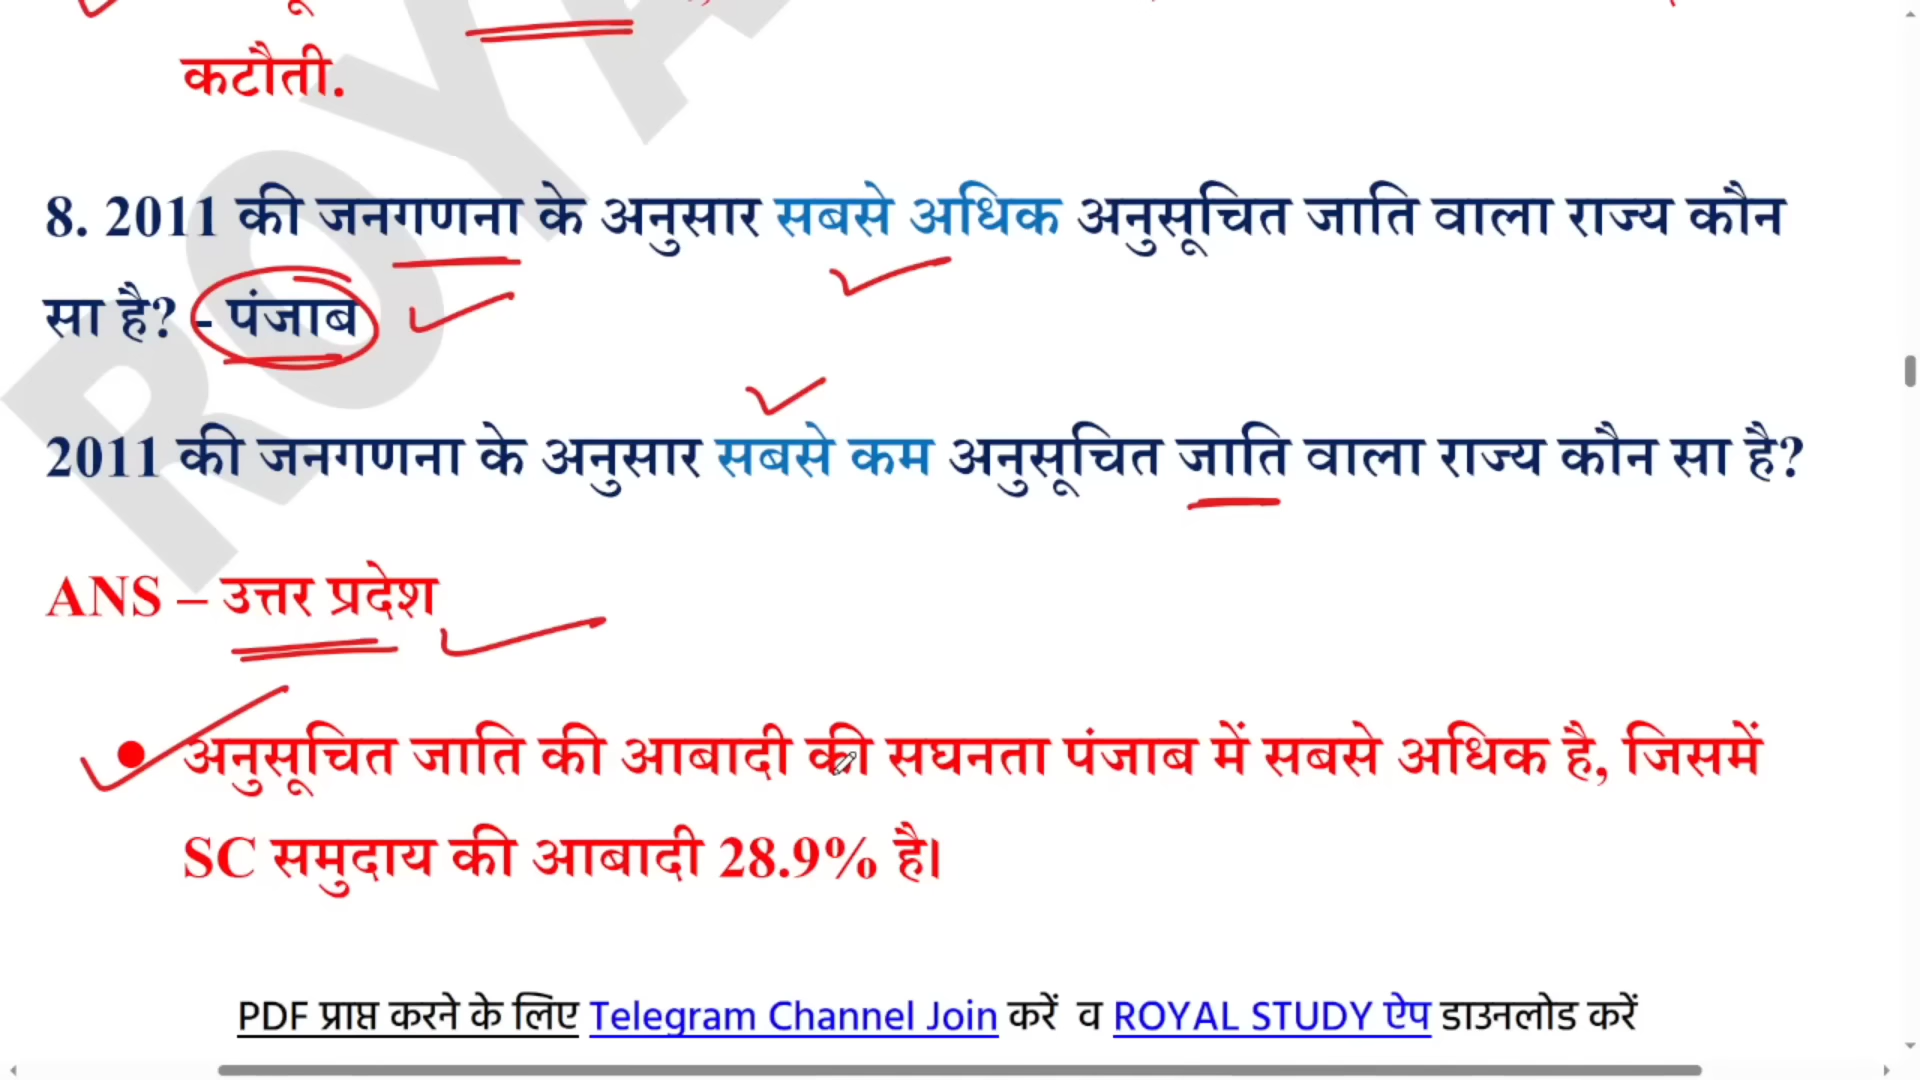 कटौती.
8. 2011 की जनगणना के अनुसार सबसे अधिक अनुसूचित जाति वाला राज्य कौन
सा है? - पंजाब
2011 की जनगणना के अनुसार सबसे कम अनुसूचित जाति वाला राज्य कौन सा है?
ANS – उत्तर प्रदेश
• अनुसूचित जाति की आबादी की सघनता पंजाब में सबसे अधिक है, जिसमें
SC समुदाय की आबादी 28.9% है।
PDF प्राप्त करने के लिए Telegram Channel Join करें व ROYAL STUDY ऐप डाउनलोड करें